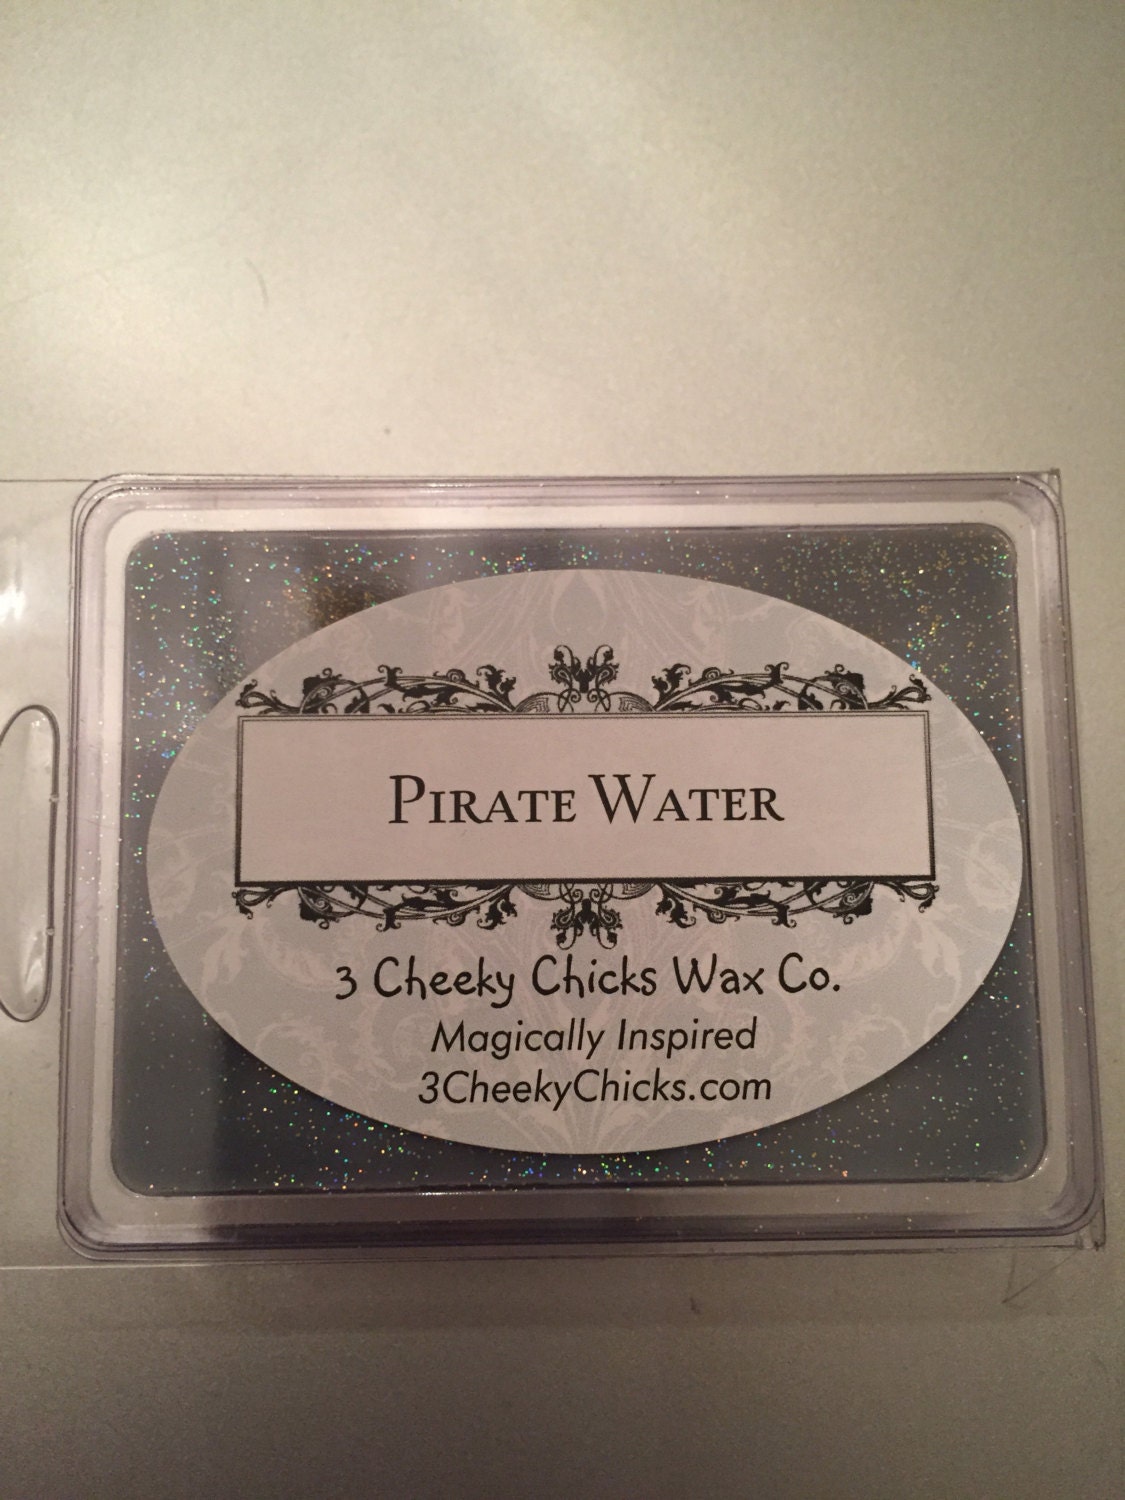 Pirate Water
3 Cheeky Chicks Wax Co.
Magically Inspired
3CheekyChicks.com